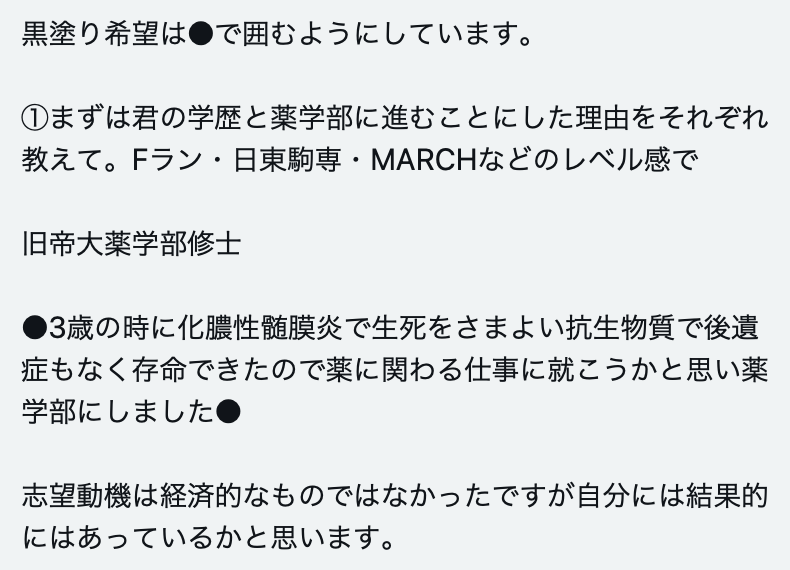 黒塗り希望は●で囲むようにしています。
①まずは君の学歴と薬学部に進むことにした理由をそれぞれ
教えて。Fラン・日東駒専・MARCHなどのレベル感で
旧帝大薬学部修士
●3歳の時に化膿性髄膜炎で生死をさまよい抗生物質で後遺
症もなく存命できたので薬に関わる仕事に就こうかと思い薬
学部にしました●
志望動機は経済的なものではなかったですが自分には結果的
にはあっているかと思います。